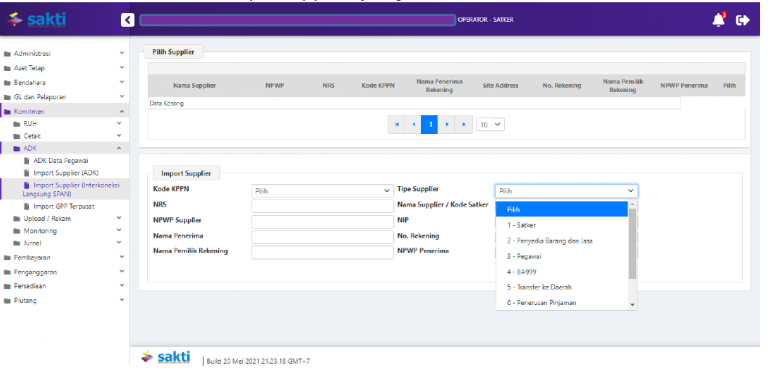 sakti
OPERATOR - SATKER
Administrasi
Aset Tetap
Bendahara
GL dan Pelaporan
Komitmen
RUH
Cetak
ADK
ADK Data Pegawai
Import Supplier (ADK)
Import Supplier (Interkoneksi
Langsung SPAN)
Import GPP Terpusat
Upload / Rekam
Monitoring
Jurnal
Pembayaran
Penganggaran
Persediaan
Piutang
Pilih Supplier
Nama Supplier NPWP NRS Kode KPPN Nama Penerima Rekening Site Address No. Rekening Nama Pemilik Rekening NPWP Penerima Pilih
Data Kosong
1 10
Import Supplier
Kode KPPN Pilih Tipe Supplier Pilih
NRS Nama Supplier / Kode Satker
NPWP Supplier NIP
Nama Penerima No. Rekening
Nama Pemilik Rekening NPWP Penerima
Pilih
1 - Satker
2 - Penyedia Barang dan Jasa
3 - Pegawai
4 - BA999
5 - Transfer ke Daerah
6 - Penerusan Pinjaman
sakti | Build 20 Mei 2021 21.23.18 GMT+7